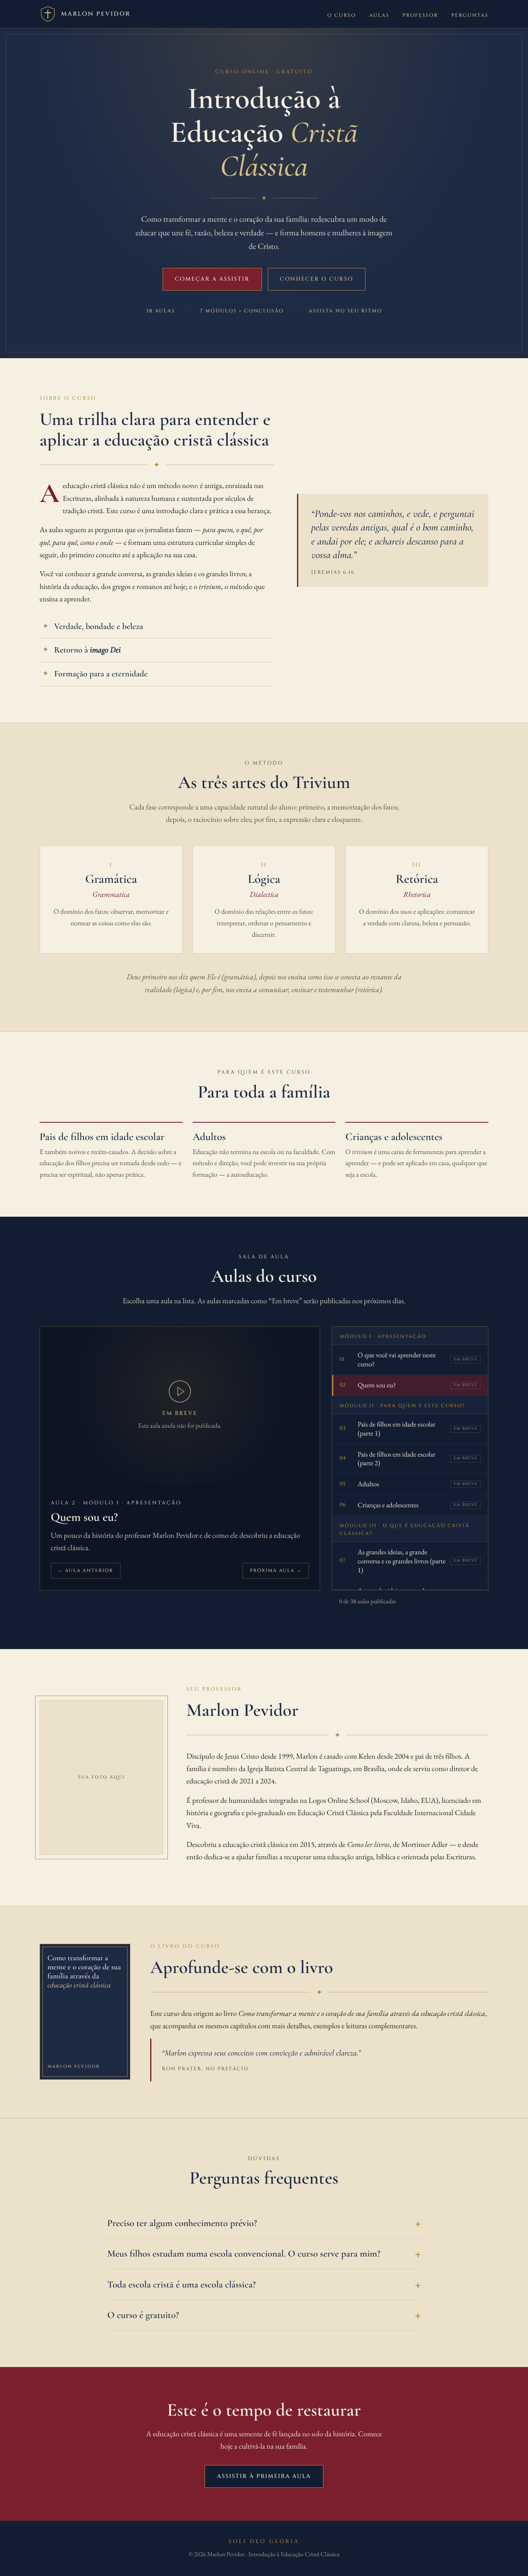 MARLON PEVIDOR
O CURSO
AULAS
PROFESSOR
PERGUNTAS
CURSO ONLINE · GRATUITO
Introdução à
Educação Cristã
Clássica
Como transformar a mente e o coração da sua família: redescubra um modo de
educar que une fé, razão, beleza e verdade — e forma homens e mulheres à imagem
de Cristo.
COMEÇAR A ASSISTIR
CONHECER O CURSO
38 AULAS
7 MÓDULOS + CONCLUSÃO
ASSISTA NO SEU RITMO
SOBRE O CURSO
Uma trilha clara para entender e
aplicar a educação cristã clássica
A educação cristã clássica não é um método novo: é antiga, enraizada nas
Escrituras, alinhada à natureza humana e sustentada por séculos de
tradição cristã. Este curso é uma introdução clara e prática a essa herança.
As aulas seguem as perguntas que os jornalistas fazem — para quem, o quê, por
quê, para quê, como e onde — e formam uma estrutura curricular simples de
seguir, do primeiro conceito até a aplicação na sua casa.
Você vai conhecer a grande conversa, as grandes ideias e os grandes livros; a
história da educação, dos gregos e romanos até hoje; e o trivium, o método que
ensina a aprender.
Verdade, bondade e beleza
Retorno à imago Dei
Formação para a eternidade
“Ponde-vos nos caminhos, e vede, e perguntai
pelas veredas antigas, qual é o bom caminho,
e andai por ele; e achareis descanso para a
vossa alma.”
JEREMIAS 6.16
O MÉTODO
As três artes do Trivium
Cada fase corresponde a uma capacidade natural do aluno: primeiro, a memorização dos fatos;
depois, o raciocínio sobre eles; por fim, a expressão clara e eloquente.
I
Gramática
Grammatica
O domínio dos fatos: observar, memorizar e
nomear as coisas como elas são.
II
Lógica
Dialectica
O domínio das relações entre os fatos:
interpretar, ordenar o pensamento e
discernir.
III
Retórica
Rhetorica
O domínio dos usos e aplicações: comunicar
a verdade com clareza, beleza e persuasão.
Deus primeiro nos diz quem Ele é (gramática), depois nos ensina como isso se conecta ao restante da
realidade (lógica) e, por fim, nos envia a comunicar, ensinar e testemunhar (retórica).
PARA QUEM É ESTE CURSO
Para toda a família
Pais de filhos em idade escolar
E também noivos e recém-casados. A decisão sobre a
educação dos filhos precisa ser tomada desde cedo — e
precisa ser espiritual, não apenas prática.
Adultos
Educação não termina na escola ou na faculdade. Com
método e direção, você pode investir na sua própria
formação — a autoeducação.
Crianças e adolescentes
O trivium é uma caixa de ferramentas para aprender a
aprender — e pode ser aplicado em casa, qualquer que
seja a escola.
SALA DE AULA
Aulas do curso
Escolha uma aula na lista. As aulas marcadas como “Em breve” serão publicadas nos próximos dias.
EM BREVE
Esta aula ainda não foi publicada.
AULA 2 · MÓDULO I · APRESENTAÇÃO
Quem sou eu?
Um pouco da história do professor Marlon Pevidor e de como ele descobriu a educação
cristã clássica.
← AULA ANTERIOR
PRÓXIMA AULA →
MÓDULO I · APRESENTAÇÃO
01 O que você vai aprender neste
curso? EM BREVE
02 Quem sou eu? EM BREVE
MÓDULO II · PARA QUEM É ESTE CURSO?
03 Pais de filhos em idade escolar
(parte 1) EM BREVE
04 Pais de filhos em idade escolar
(parte 2) EM BREVE
05 Adultos EM BREVE
06 Crianças e adolescentes EM BREVE
MÓDULO III · O QUE É EDUCAÇÃO CRISTÃ
CLÁSSICA?
07 As grandes ideias, a grande
conversa e os grandes livros (parte
1) EM BREVE
0 de 38 aulas publicadas
SUA FOTO AQUI
SEU PROFESSOR
Marlon Pevidor
Discípulo de Jesus Cristo desde 1999, Marlon é casado com Kelen desde 2004 e pai de três filhos. A
família é membro da Igreja Batista Central de Taguatinga, em Brasília, onde ele serviu como diretor de
educação cristã de 2021 a 2024.
É professor de humanidades integradas na Logos Online School (Moscow, Idaho, EUA), licenciado em
história e geografia e pós-graduado em Educação Cristã Clássica pela Faculdade Internacional Cidade
Viva.
Descobriu a educação cristã clássica em 2015, através de Como ler livros, de Mortimer Adler — e desde
então dedica-se a ajudar famílias a recuperar uma educação antiga, bíblica e orientada pelas Escrituras.
Como transformar a
mente e o coração de sua
família através da
educação cristã clássica
MARLON PEVIDOR
O LIVRO DO CURSO
Aprofunde-se com o livro
Este curso deu origem ao livro Como transformar a mente e o coração de sua família através da educação cristã clássica,
que acompanha os mesmos capítulos com mais detalhes, exemplos e leituras complementares.
“Marlon expressa seus conceitos com convicção e admirável clareza.”
RON PRATER, NO PREFÁCIO
DÚVIDAS
Perguntas frequentes
Preciso ter algum conhecimento prévio? +
Meus filhos estudam numa escola convencional. O curso serve para mim? +
Toda escola cristã é uma escola clássica? +
O curso é gratuito? +
Este é o tempo de restaurar
A educação cristã clássica é uma semente de fé lançada no solo da história. Comece
hoje a cultivá-la na sua família.
ASSISTIR À PRIMEIRA AULA
SOLI DEO GLORIA
© 2026 Marlon Pevidor · Introdução à Educação Cristã Clássica